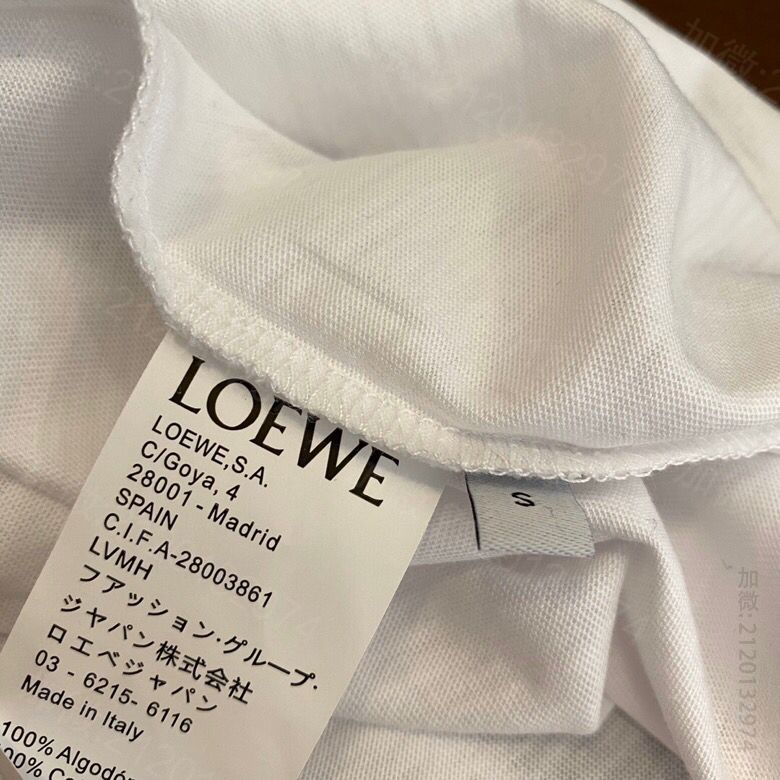 LOEWE
LOEWE,S.A.
C/Goya, 4
28001 - Madrid
SPAIN
C.I.F.A-28003861
LVMH
ファッション・グループ・
ジャパン株式会社
ロエベジャパン
03 - 6215- 6116
Made in Italy
100% Algodón
S
加微: 2120132974